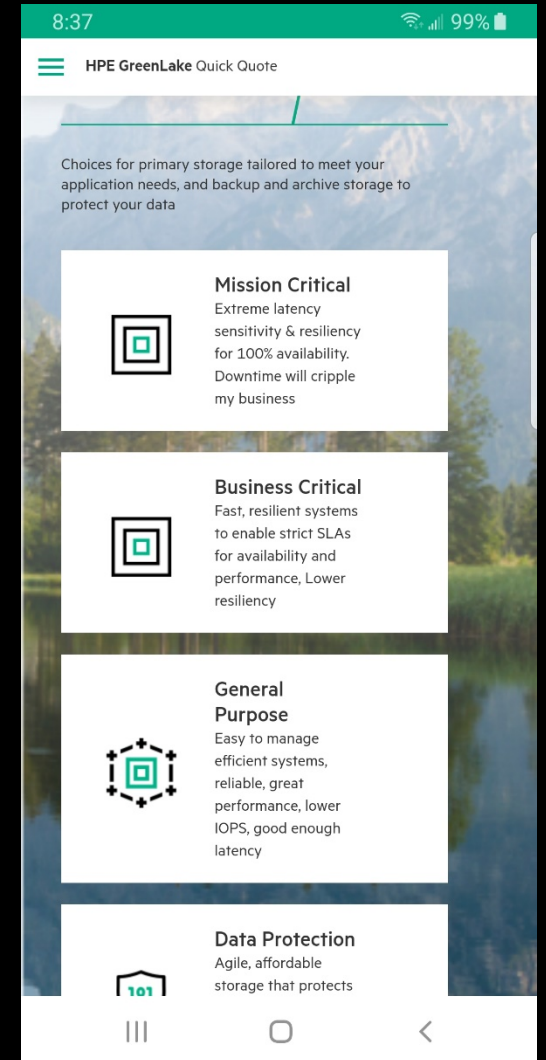 8:37
99%
HPE GreenLake Quick Quote
Choices for primary storage tailored to meet your
application needs, and backup and archive storage to
protect your data
Mission Critical
Extreme latency
sensitivity & resiliency
for 100% availability.
Downtime will cripple
my business
Business Critical
Fast, resilient systems
to enable strict SLAs
for availability and
performance, Lower
resiliency
General
Purpose
Easy to manage
efficient systems,
reliable, great
performance, lower
IOPS, good enough
latency
Data Protection
Agile, affordable
storage that protects
101